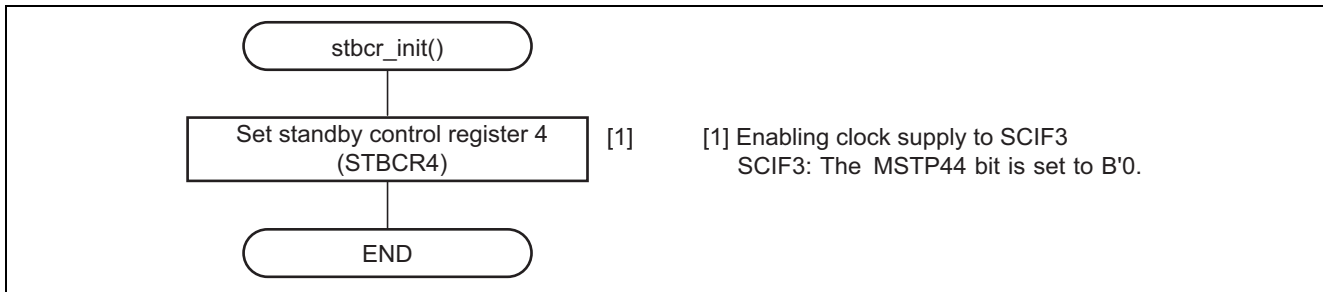 stbcr_init()
Set standby control register 4 [1] [1] Enabling clock supply to SCIF3
(STBCR4) SCIF3: The MSTP44 bit is set to B'0.
END